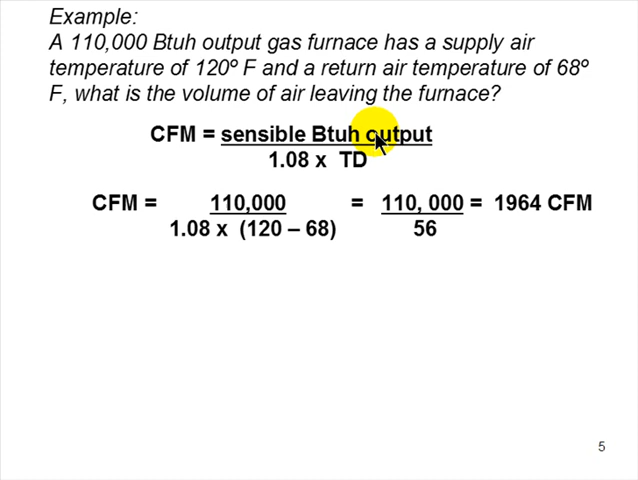 Example:
A 110,000 Btuh output gas furnace has a supply air
temperature of 120º F and a return air temperature of 68º
F, what is the volume of air leaving the furnace?
CFM = sensible Btuh output
1.08 x TD
CFM = 110,000 = 110, 000 = 1964 CFM
1.08 x (120 – 68) 56
5